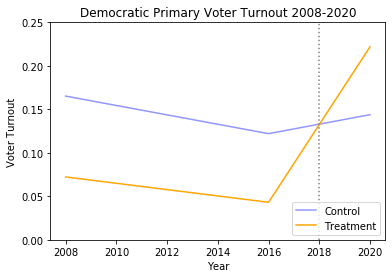 Democratic Primary Voter Turnout 2008-2020
0.25
0.20
0.15
0.10
0.05
0.00
Voter Turnout
2008 2010 2012 2014 2016 2018 2020
Year
Control
Treatment